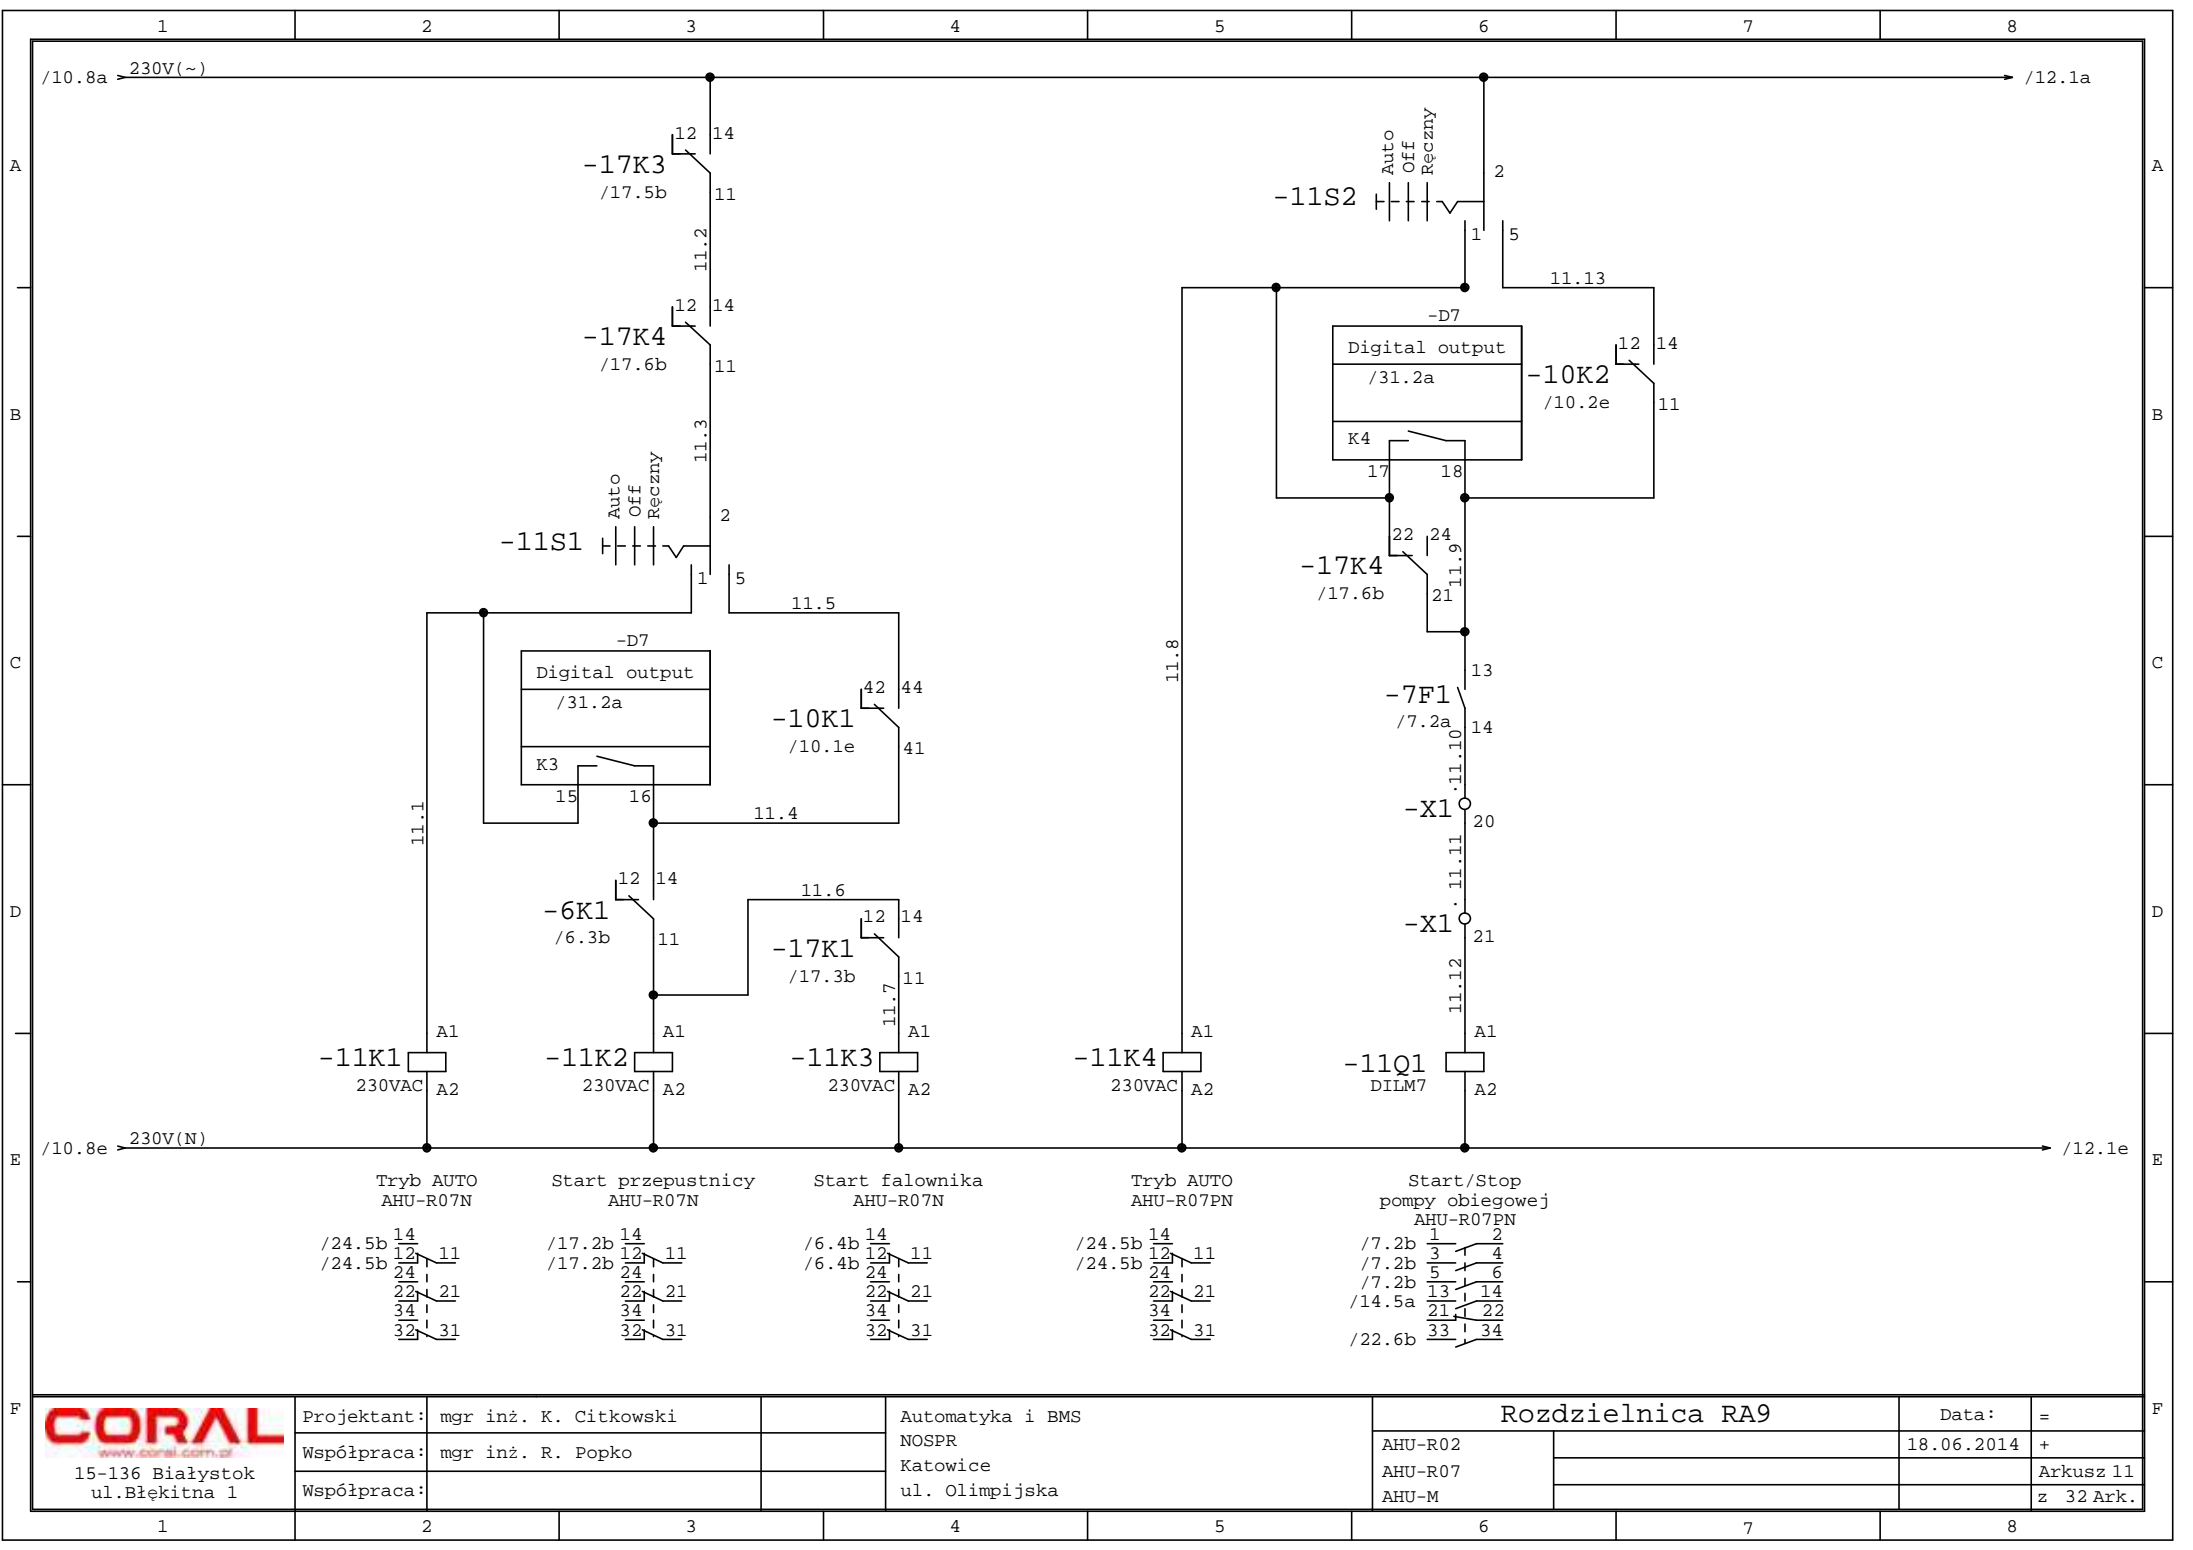 1 2 3 4 5 6 7 8
/10.8a 230V(~) /12.1a
A A
B B
C C
D D
E E
F F
12 14
-17K3
/17.5b
11
11.2
12 14
-17K4
/17.6b
11
11.3
Auto
Off
Ręczny
2
-11S1
1 5
11.5
-D7
Digital output
/31.2a
K3
15 16
42 44
-10K1
/10.1e
41
11.4
11.1
12 14
-6K1
/6.3b
11
11.6
12 14
-17K1
/17.3b
11
11.7
Auto
Off
Ręczny
2
-11S2
1 5
11.13
-D7
Digital output
/31.2a
K4
17 18
12 14
-10K2
/10.2e
11
22 24
-17K4
/17.6b
21
11.9
11.8
13
-7F1
/7.2a
14
.11.10
-X1
20
. 11.11
-X1
21
11.12
A1 A1 A1 A1 A1
-11K1 -11K2 -11K3 -11K4 -11Q1
230VAC 230VAC 230VAC 230VAC DILM7
A2 A2 A2 A2 A2
/10.8e 230V(N) /12.1e
Tryb AUTO
AHU-R07N
/24.5b 14
/24.5b 12 11
24
22 21
34
32 31
Start przepustnicy
AHU-R07N
/17.2b 14
/17.2b 12 11
24
22 21
34
32 31
Start falownika
AHU-R07N
/6.4b 14
/6.4b 12 11
24
22 21
34
32 31
Tryb AUTO
AHU-R07PN
/24.5b 14
/24.5b 12 11
24
22 21
34
32 31
Start/Stop
pompy obiegowej
AHU-R07PN
/7.2b 1 2
/7.2b 3 4
/7.2b 5 6
/14.5a 13 14
21 22
/22.6b 33 34
CORAL
www.coral.com.pl
15-136 Białystok
ul.Błękitna 1
Projektant: mgr inż. K. Citkowski
Współpraca: mgr inż. R. Popko
Współpraca:
Automatyka i BMS
NOSPR
Katowice
ul. Olimpijska
Rozdzielnica RA9
AHU-R02
AHU-R07
AHU-M
Data:
18.06.2014
=
+
Arkusz 11
z 32 Ark.
1 2 3 4 5 6 7 8